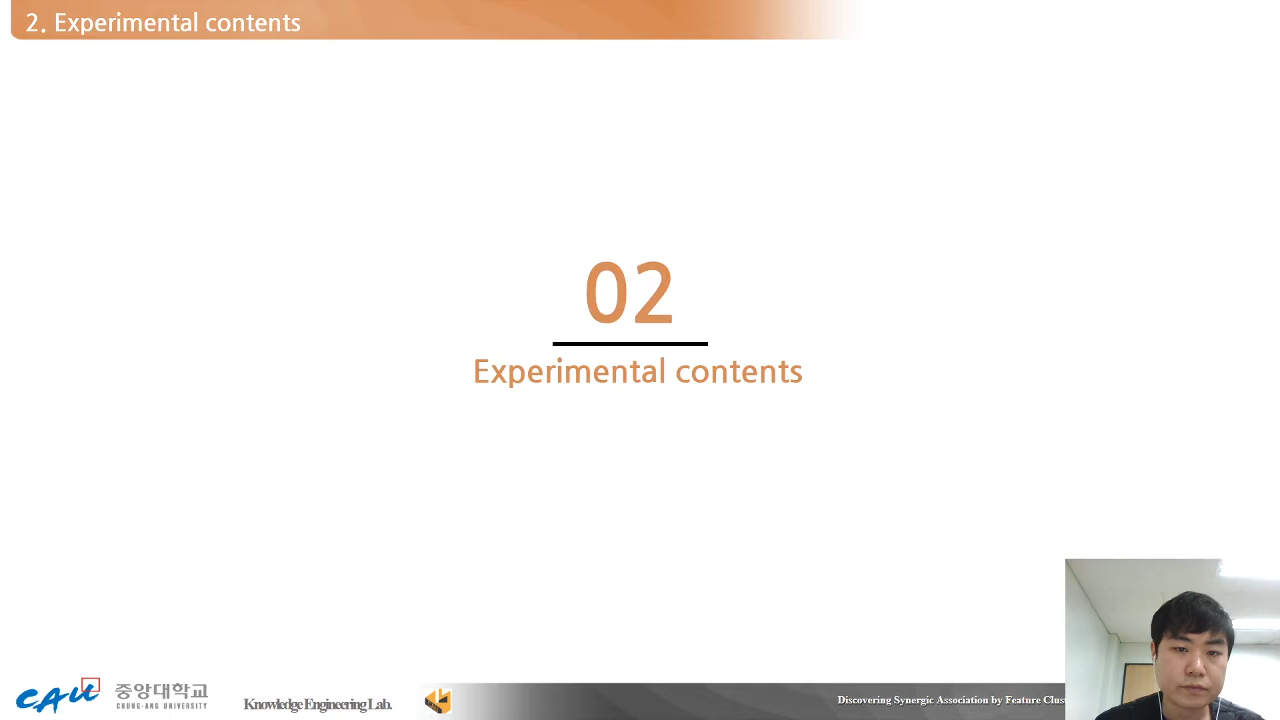 2. Experimental contents
02
Experimental contents
CAU 중앙대학교
CHUNG-ANG UNIVERSITY
Knowledge Engineering Lab.
Discovering Synergic Association by Feature